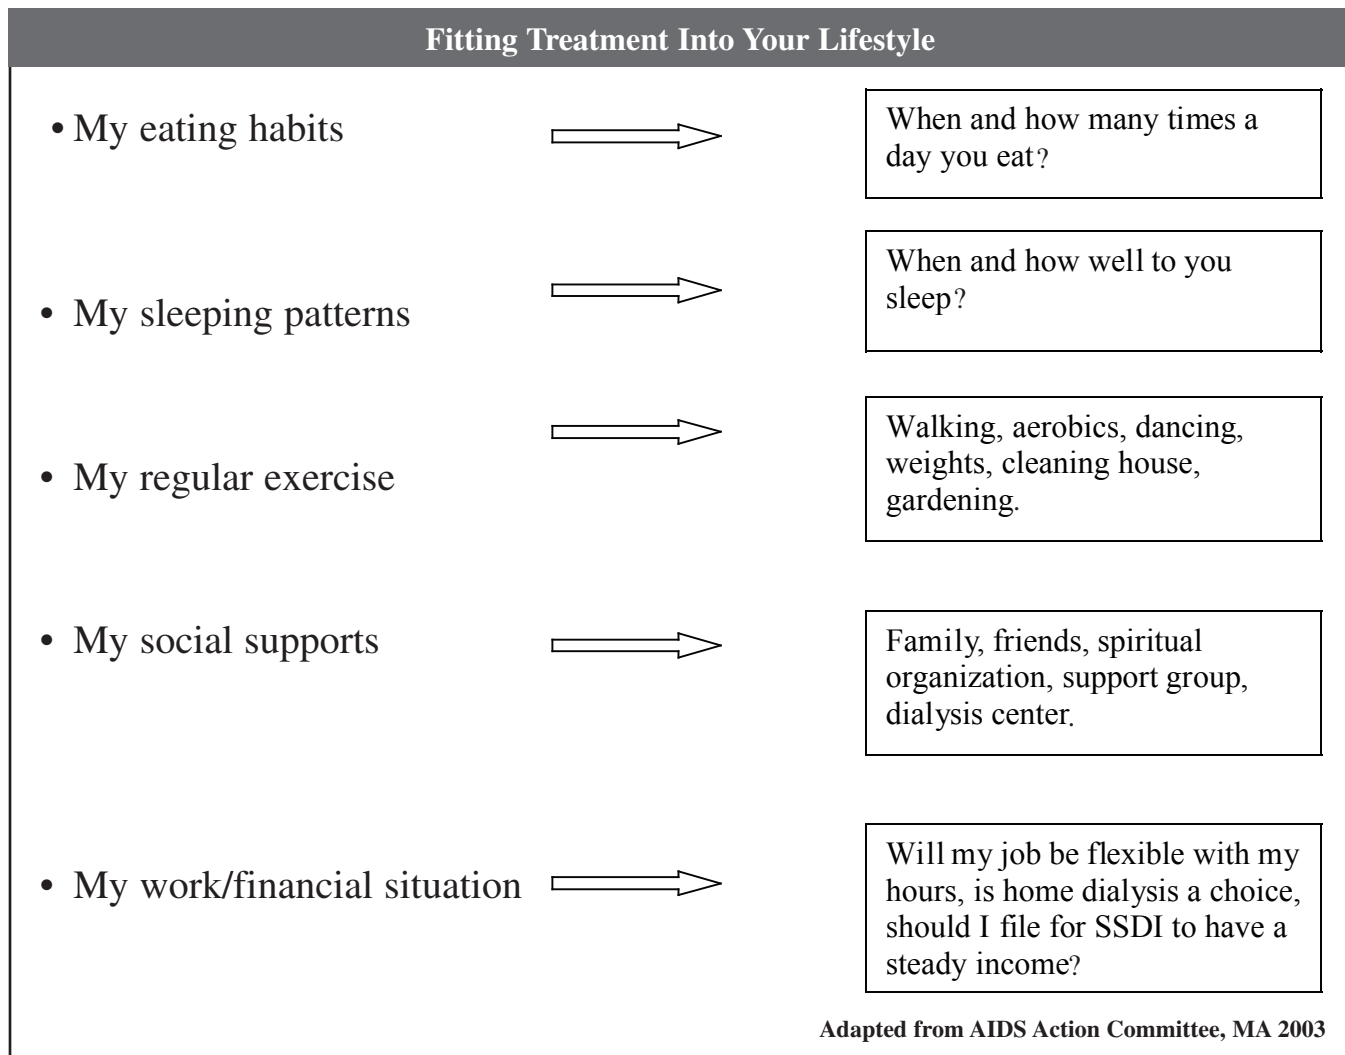 Fitting Treatment Into Your Lifestyle
• My eating habits
When and how many times a
day you eat?
• My sleeping patterns
When and how well to you
sleep?
• My regular exercise
Walking, aerobics, dancing,
weights, cleaning house,
gardening.
• My social supports
Family, friends, spiritual
organization, support group,
dialysis center.
• My work/financial situation
Will my job be flexible with my
hours, is home dialysis a choice,
should I file for SSDI to have a
steady income?
Adapted from AIDS Action Committee, MA 2003